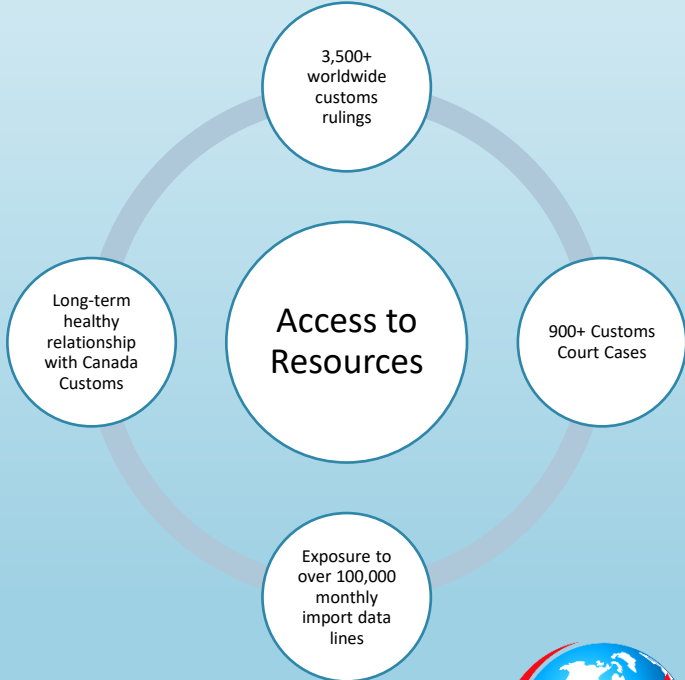 3,500+
worldwide
customs
rulings
Access to
Resources
900+ Customs
Court Cases
Exposure to
over 100,000
monthly
import data
lines
Long-term
healthy
relationship
with Canada
Customs